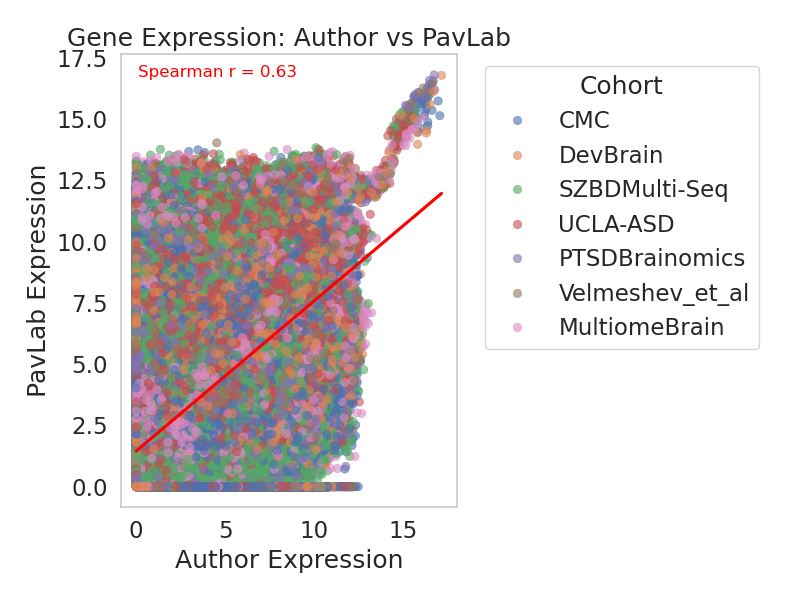 Gene Expression: Author vs PavLab
Spearman r = 0.63
17.5
15.0
12.5
10.0
7.5
5.0
2.5
0.0
PavLab Expression
0 5 10 15
Author Expression
Cohort
CMC
DevBrain
SZBDMulti-Seq
UCLA-ASD
PTSDBrainomics
Velmeshev_et_al
MultiomeBrain